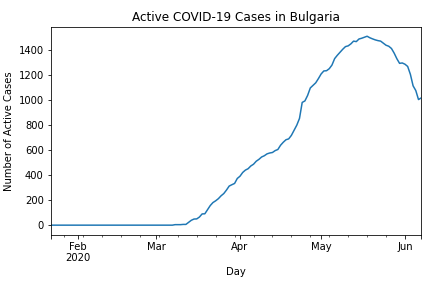 Active COVID-19 Cases in Bulgaria
Number of Active Cases
1400
1200
1000
800
600
400
200
0
Feb Mar Apr May Jun
2020
Day